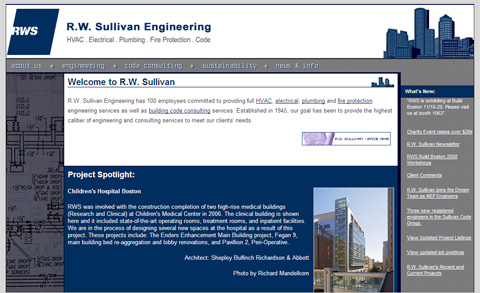 RWS
R.W. Sullivan Engineering
HVAC . Electrical . Plumbing . Fire Protection . Code
about us + engineering + code consulting + sustainability + news & info
Welcome to R.W. Sullivan
R.W. Sullivan Engineering has 100 employees committed to providing full HVAC, electrical, plumbing and fire protection
engineering services as well as building code consulting services. Established in 1945, our goal has been to provide the highest
caliber of engineering and consulting services to meet our clients' needs.
R.W. SULLIVAN - SINCE 1945
Project Spotlight:
Children's Hospital Boston
RWS was involved with the construction completion of two high-rise medical buildings
(Research and Clinical) at Children's Medical Center in 2006. The clinical building is shown
here and it included state-of-the-art operating rooms, treatment rooms, and inpatient facilities.
We are in the process of designing several new spaces at the hospital as a result of this
project. These projects include: The Enders Enhancement Main Building project, Fegan 9,
main building bed re-aggregation and lobby renovations, and Pavillion 2, Peri-Operative.
Architect: Shepley Bulfinch Richardson & Abbott
Photo by Richard Mandelkorn
What's New:
"RWS is exhibiting at Build
Boston 11/18-20. Please visit
us at booth 1063".
Charity Event raises over $26k
R.W. Sullivan Newsletter
RWS Build Boston 2008
Workshops
Client Comments
R.W. Sullivan joins the Dream
Team as MEP Engineers
Three new registered
engineers in the Sullivan
Code Group.
View Updated Project Listings
View updated job postings
R.W. Sullivan's Recent and
Current Projects